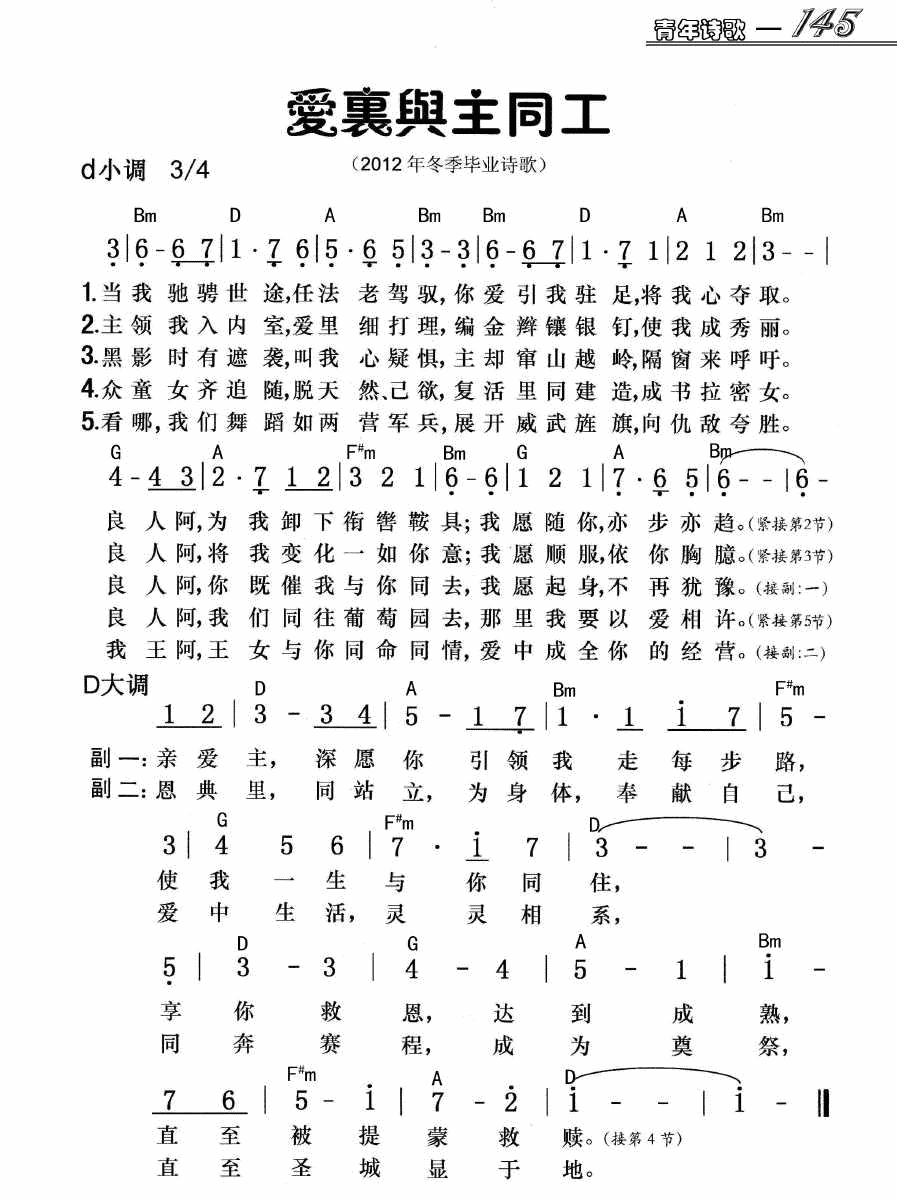 青年诗歌 — 145
愛裏與主同工
d小调 3/4 （2012年冬季毕业诗歌）
Bm D A Bm Bm D A Bm
3|6-6 7|1·7 6|5·6 5|3-3|6-6 7|1·7 1|2 1 2|3--|
1.当我 驰骋世途,任法 老驾驭,你爱引我驻足,将我心夺取。
2.主领我入内室,爱里 细打理,编金辫镶银钉,使我成秀丽。
3.黑影 时有遮袭,叫我 心疑惧,主却窜山越岭,隔窗来呼吁。
4.众童 女齐追随,脱天 然、己欲,复活里同建造,成书拉密女。
5.看哪,我们舞蹈如两 营军兵,展开威武旌旗,向仇敌夸胜。
G A F#m Bm G A Bm
4-4 3|2·7 1 2|3 2 1|6-6|1 2 1|7·6 5|6--|6-
良人阿,为我卸下衔辔鞍具;我愿随你,亦步亦趋。(紧接第2节)
良人阿,将我变化一如你意;我愿顺服,依你胸臆。(紧接第3节)
良人阿,你既催我与你同去,我愿起身,不再犹豫。(接副:一)
良人阿,我们同往葡萄园去,那里我要以爱相许。(紧接第5节)
我王阿,王女与你同命同情,爱中成全你的经营。(接副:二)
D大调
D A Bm F#m
1 2|3-3 4|5-1 7|1·1 i 7|5-
副一:亲爱主,深愿你引领我走每步路,
副二:恩典里,同站立,为身体,奉献自己,
G F#m D
3|4 5 6|7·i 7|3--|3-
使我一生与你同住,
爱中生活,灵灵相系,
D G A Bm
5|3-3|4-4|5-1|i-
享你救恩,达到成熟,
同奔赛程,成为奠祭,
F#m A D
7 6|5-i|7-2|i--|i-‖
直至被提蒙救赎。(接第4节)
直至圣城显于地。